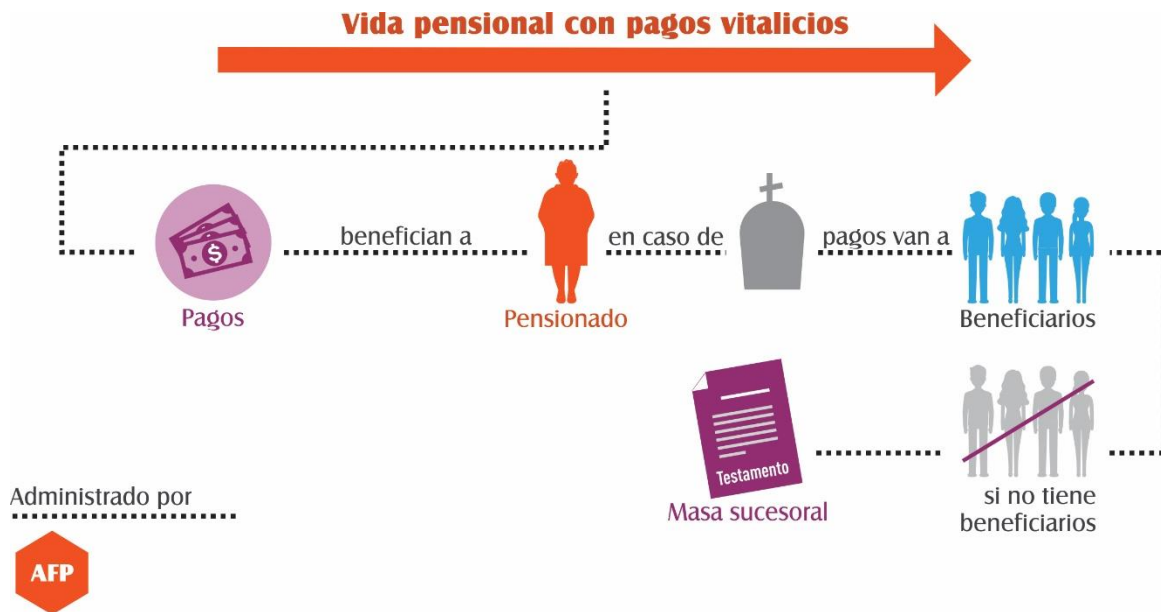 Vida pensional con pagos vitalicios
benefician a
en caso de
pagos van a
$
Pagos
Pensionado
Beneficiarios
Testamento
Masa sucesoral
si no tiene
beneficiarios
Administrado por
AFP